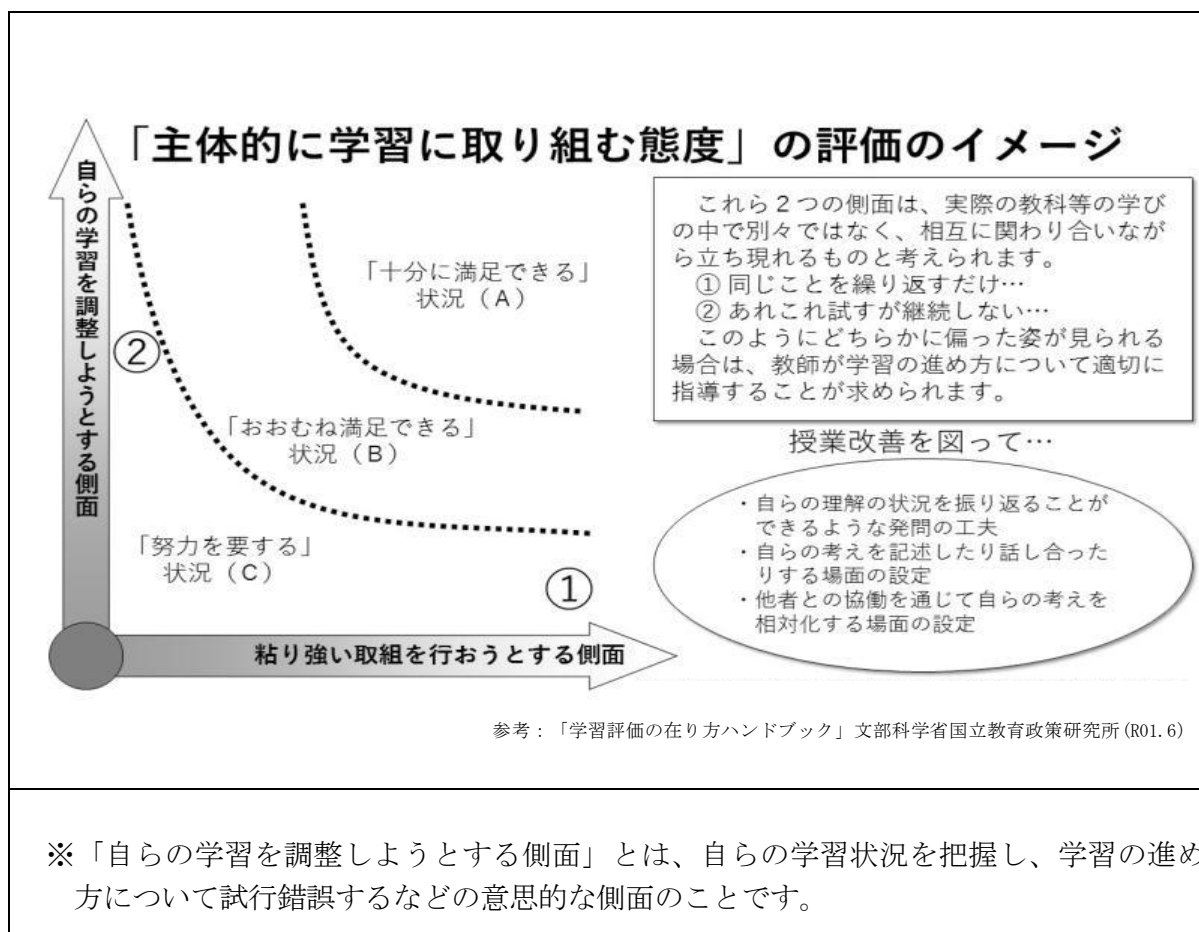 「主体的に学習に取り組む態度」の評価のイメージ
自らの学習を調整しようとする側面
「十分に満足できる」
状況（A）
②
「おおむね満足できる」
状況（B）
「努力を要する」
状況（C）
①
粘り強い取組を行おうとする側面
これら２つの側面は、実際の教科等の学び
の中で別々ではなく、相互に関わり合いなが
ら立ち現れるものと考えられます。
① 同じことを繰り返すだけ…
② あれこれ試すが継続しない…
このようにどちらかに偏った姿が見られる
場合は、教師が学習の進め方について適切に
指導することが求められます。
授業改善を図って…
・自らの理解の状況を振り返ることが
できるような発問の工夫
・自らの考えを記述したり話し合った
りする場面の設定
・他者との協働を通じて自らの考えを
相対化する場面の設定
参考：「学習評価の在り方ハンドブック」文部科学省国立教育政策研究所(R01.6)
※「自らの学習を調整しようとする側面」とは、自らの学習状況を把握し、学習の進め
方について試行錯誤するなどの意思的な側面のことです。